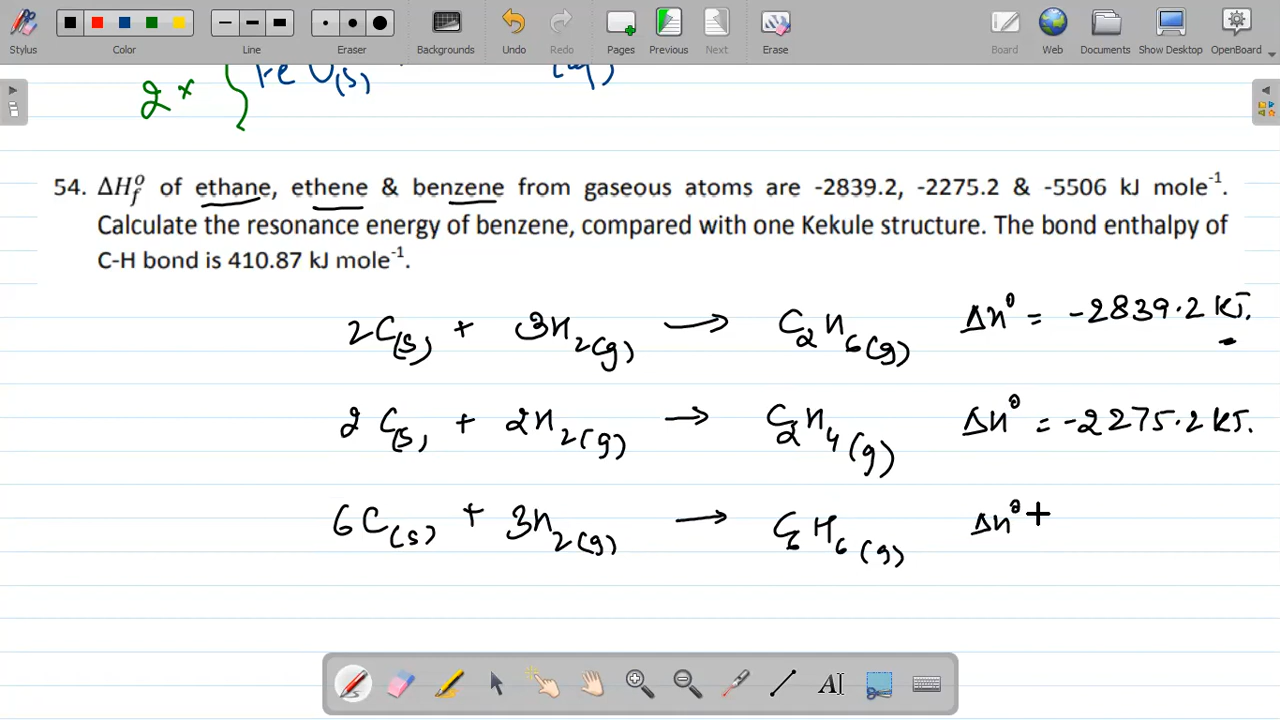 Stylus Color Line Eraser Backgrounds Undo Redo Pages Previous Next Erase Board Web Documents Show Desktop OpenBoard
2 × { Fe O(s)
54. ΔH°f of ethane, ethene & benzene from gaseous atoms are -2839.2, -2275.2 & -5506 kJ mole-1.
Calculate the resonance energy of benzene, compared with one Kekule structure. The bond enthalpy of
C-H bond is 410.87 kJ mole-1.
2C(s) + 3H2(g) → C2H6(g) ΔH° = -2839.2 kJ.
2 C(s) + 2H2(g) → C2H4(g) ΔH° = -2275.2 kJ.
6C(s) + 3H2(g) → C6H6(g) ΔH°